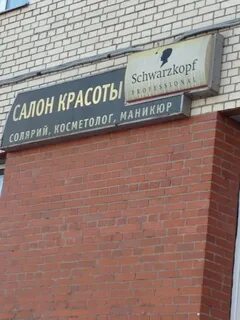 САЛОН КРАСОТЫ
СОЛЯРИЙ, КОСМЕТОЛОГ, МАНИКЮР
Schwarzkopf
PROFESSIONAL